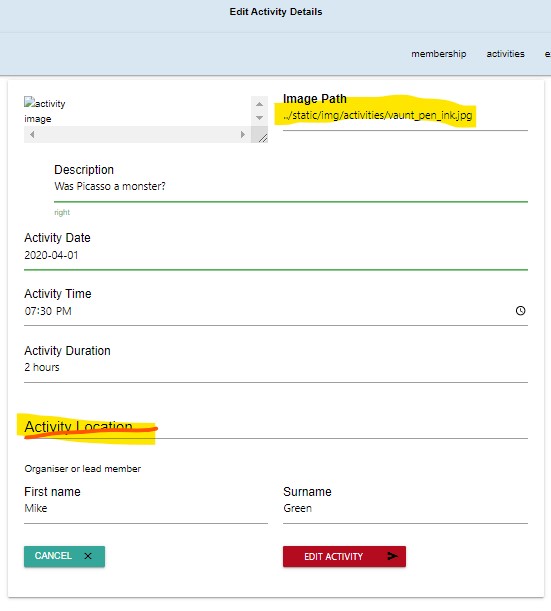 Edit Activity Details
membership activities e
activity
image
Image Path
../static/img/activities/vaunt_pen_ink.jpg
Description
Was Picasso a monster?
right
Activity Date
2020-04-01
Activity Time
07:30 PM
Activity Duration
2 hours
Activity Location
Organiser or lead member
First name Surname
Mike Green
CANCEL EDIT ACTIVITY